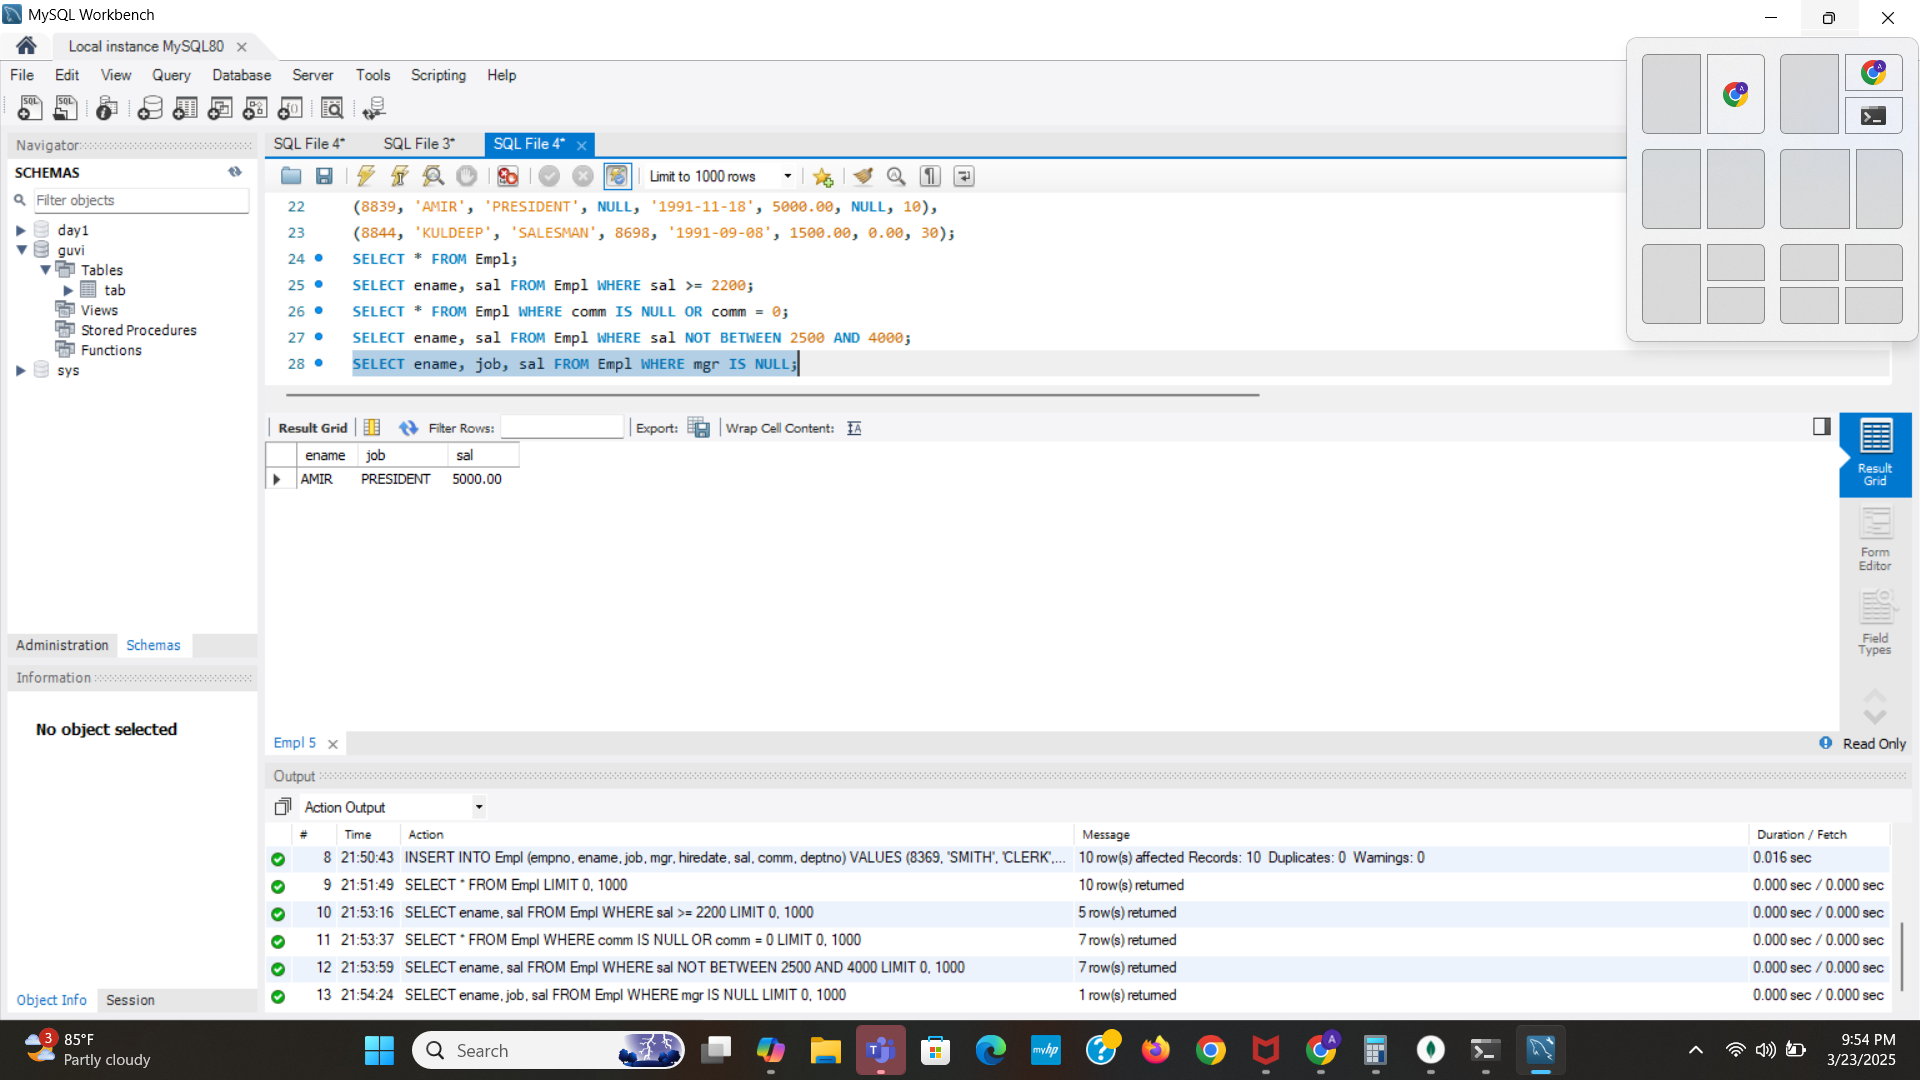 MySQL Workbench
Local instance MySQL80
File Edit View Query Database Server Tools Scripting Help
Navigator
SCHEMAS
Filter objects
day1
guvi
Tables
tab
Views
Stored Procedures
Functions
sys
Administration Schemas
Information
No object selected
Object Info Session
SQL File 4* SQL File 3* SQL File 4*
Limit to 1000 rows
22 (8839, 'AMIR', 'PRESIDENT', NULL, '1991-11-18', 5000.00, NULL, 10),
23 (8844, 'KULDEEP', 'SALESMAN', 8698, '1991-09-08', 1500.00, 0.00, 30);
24 SELECT * FROM Empl;
25 SELECT ename, sal FROM Empl WHERE sal >= 2200;
26 SELECT * FROM Empl WHERE comm IS NULL OR comm = 0;
27 SELECT ename, sal FROM Empl WHERE sal NOT BETWEEN 2500 AND 4000;
28 SELECT ename, job, sal FROM Empl WHERE mgr IS NULL;
Result Grid Filter Rows: Export: Wrap Cell Content:
ename job sal
AMIR PRESIDENT 5000.00
Result Grid
Form Editor
Field Types
Empl 5
Read Only
Output
Action Output
# Time Action Message Duration / Fetch
8 21:50:43 INSERT INTO Empl (empno, ename, job, mgr, hiredate, sal, comm, deptno) VALUES (8369, 'SMITH', 'CLERK',... 10 row(s) affected Records: 10 Duplicates: 0 Warnings: 0 0.016 sec
9 21:51:49 SELECT * FROM Empl LIMIT 0, 1000 10 row(s) returned 0.000 sec / 0.000 sec
10 21:53:16 SELECT ename, sal FROM Empl WHERE sal >= 2200 LIMIT 0, 1000 5 row(s) returned 0.000 sec / 0.000 sec
11 21:53:37 SELECT * FROM Empl WHERE comm IS NULL OR comm = 0 LIMIT 0, 1000 7 row(s) returned 0.000 sec / 0.000 sec
12 21:53:59 SELECT ename, sal FROM Empl WHERE sal NOT BETWEEN 2500 AND 4000 LIMIT 0, 1000 7 row(s) returned 0.000 sec / 0.000 sec
13 21:54:24 SELECT ename, job, sal FROM Empl WHERE mgr IS NULL LIMIT 0, 1000 1 row(s) returned 0.000 sec / 0.000 sec
3
85°F
Partly cloudy
Search
myhp
9:54 PM
3/23/2025